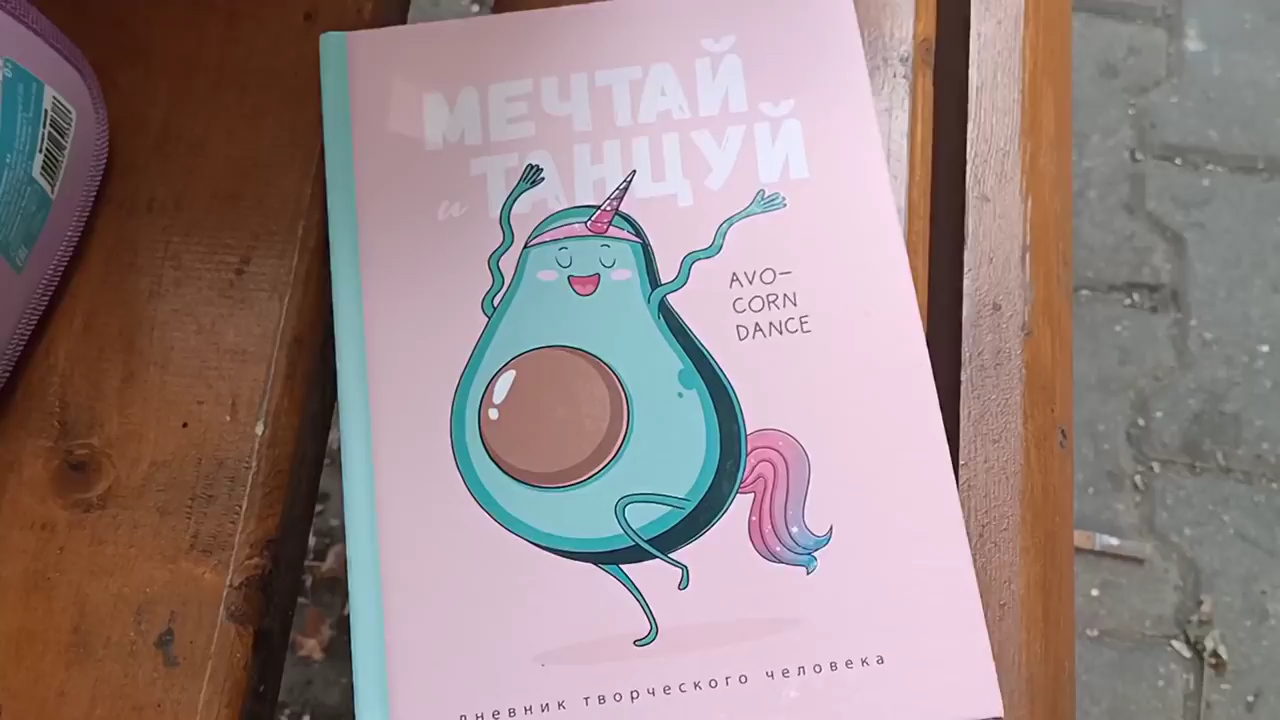 МЕЧТАЙ
и ТАНЦУЙ
AVO-
CORN
DANCE
дневник творческого человека